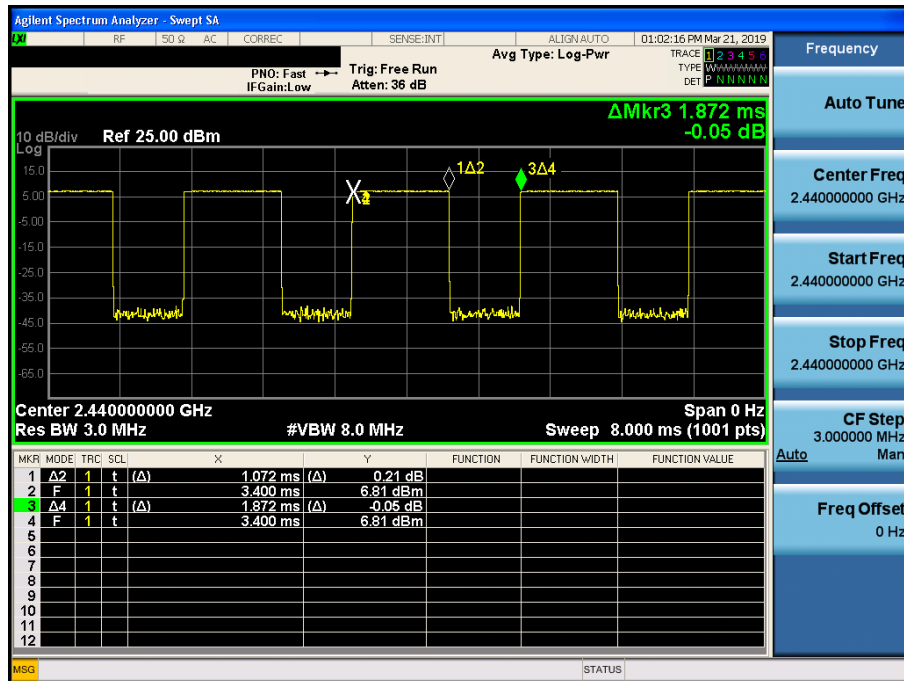 Agilent Spectrum Analyzer - Swept SA
LXI RF 50 Ω AC CORREC SENSE:INT ALIGNAUTO 01:02:16 PM Mar 21, 2019
Avg Type: Log-Pwr
TRACE 1 2 3 4 5 6
TYPE WWWWWW
DET P N N N N N
PNO: Fast
IFGain:Low
Trig: Free Run
Atten: 36 dB
ΔMkr3 1.872 ms
-0.05 dB
10 dB/div Ref 25.00 dBm
Log
15.0
5.00
-5.00
-15.0
-25.0
-35.0
-45.0
-55.0
-65.0
1Δ2
3Δ4
Center 2.440000000 GHz Span 0 Hz
Res BW 3.0 MHz #VBW 8.0 MHz Sweep 8.000 ms (1001 pts)
MKR MODE TRC SCL X Y FUNCTION FUNCTION WIDTH FUNCTION VALUE
1 Δ2 1 t (Δ) 1.072 ms (Δ) 0.21 dB
2 F 1 t 3.400 ms 6.81 dBm
3 Δ4 1 t (Δ) 1.872 ms (Δ) -0.05 dB
4 F 1 t 3.400 ms 6.81 dBm
5
6
7
8
9
10
11
12
MSG STATUS
Frequency
Auto Tune
Center Freq
2.440000000 GHz
Start Freq
2.440000000 GHz
Stop Freq
2.440000000 GHz
CF Step
3.000000 MHz
Auto Man
Freq Offset
0 Hz